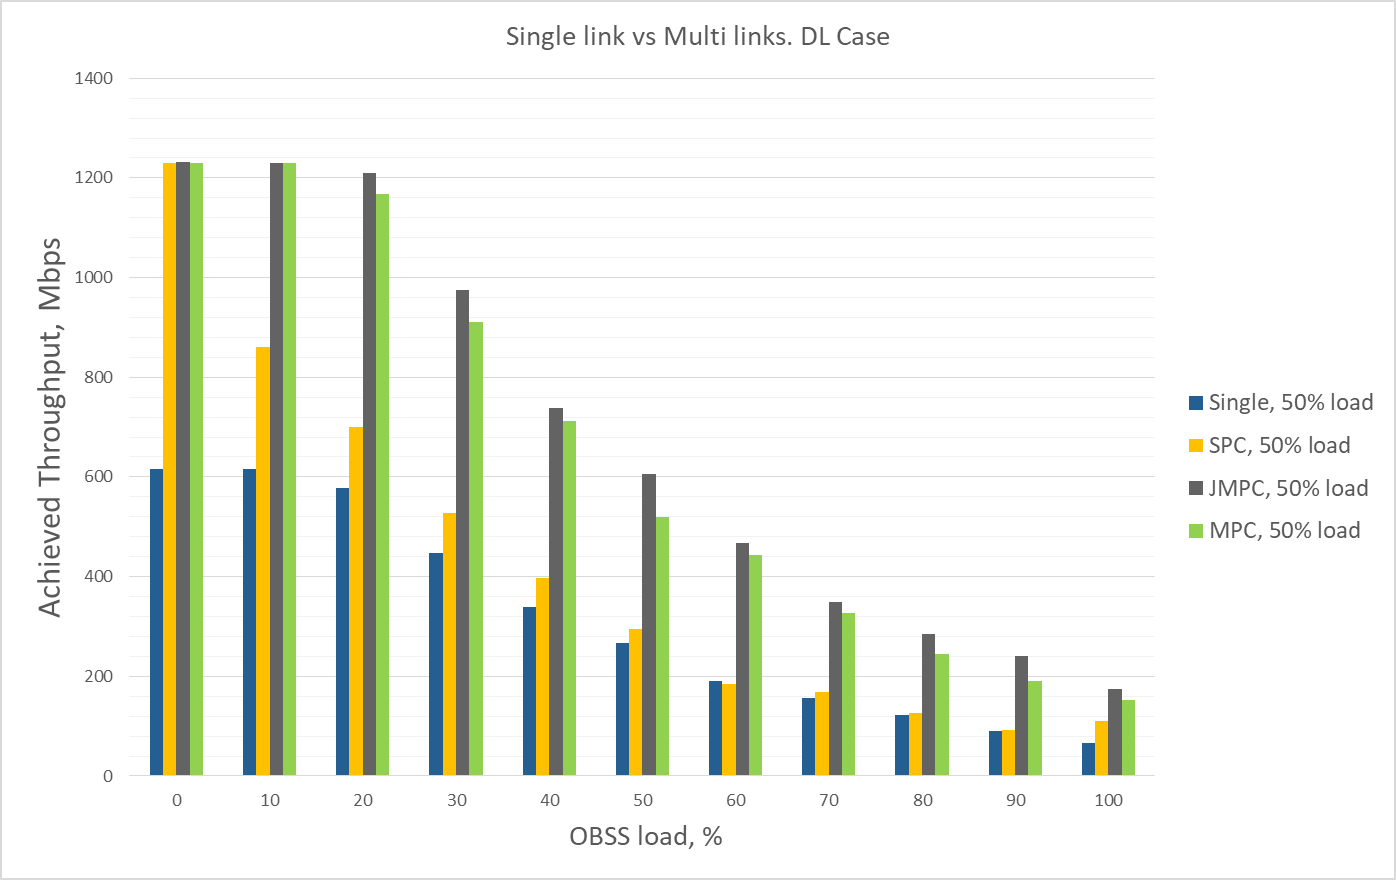 Single link vs Multi links. DL Case
1400
1200
1000
800
600
400
200
0
Achieved Throughput, Mbps
0 10 20 30 40 50 60 70 80 90 100
OBSS load, %
Single, 50% load
SPC, 50% load
JMPC, 50% load
MPC, 50% load